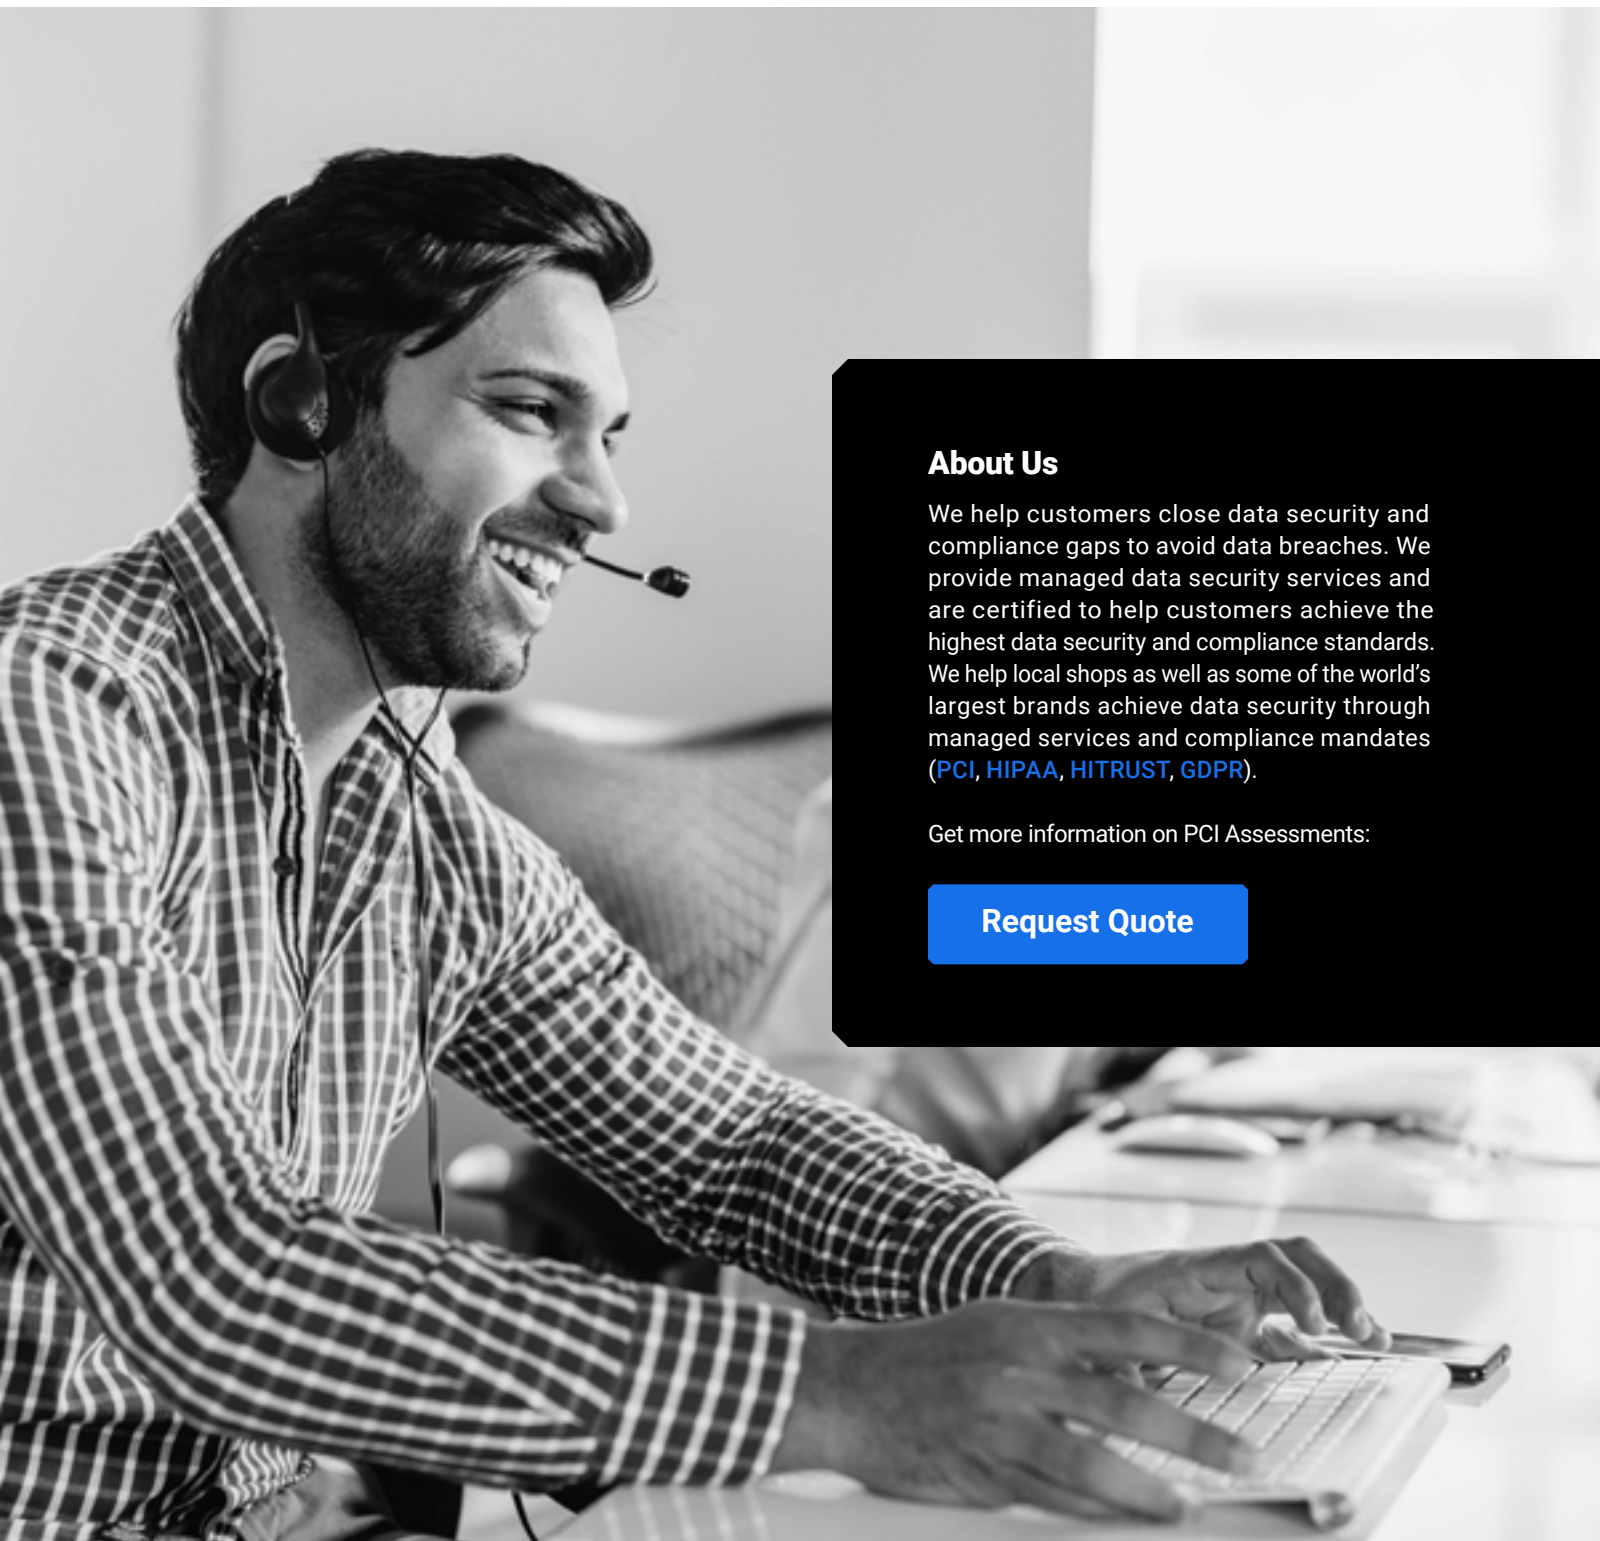 About Us
We help customers close data security and
compliance gaps to avoid data breaches. We
provide managed data security services and
are certified to help customers achieve the
highest data security and compliance standards.
We help local shops as well as some of the world’s
largest brands achieve data security through
managed services and compliance mandates
(PCI, HIPAA, HITRUST, GDPR).
Get more information on PCI Assessments:
Request Quote